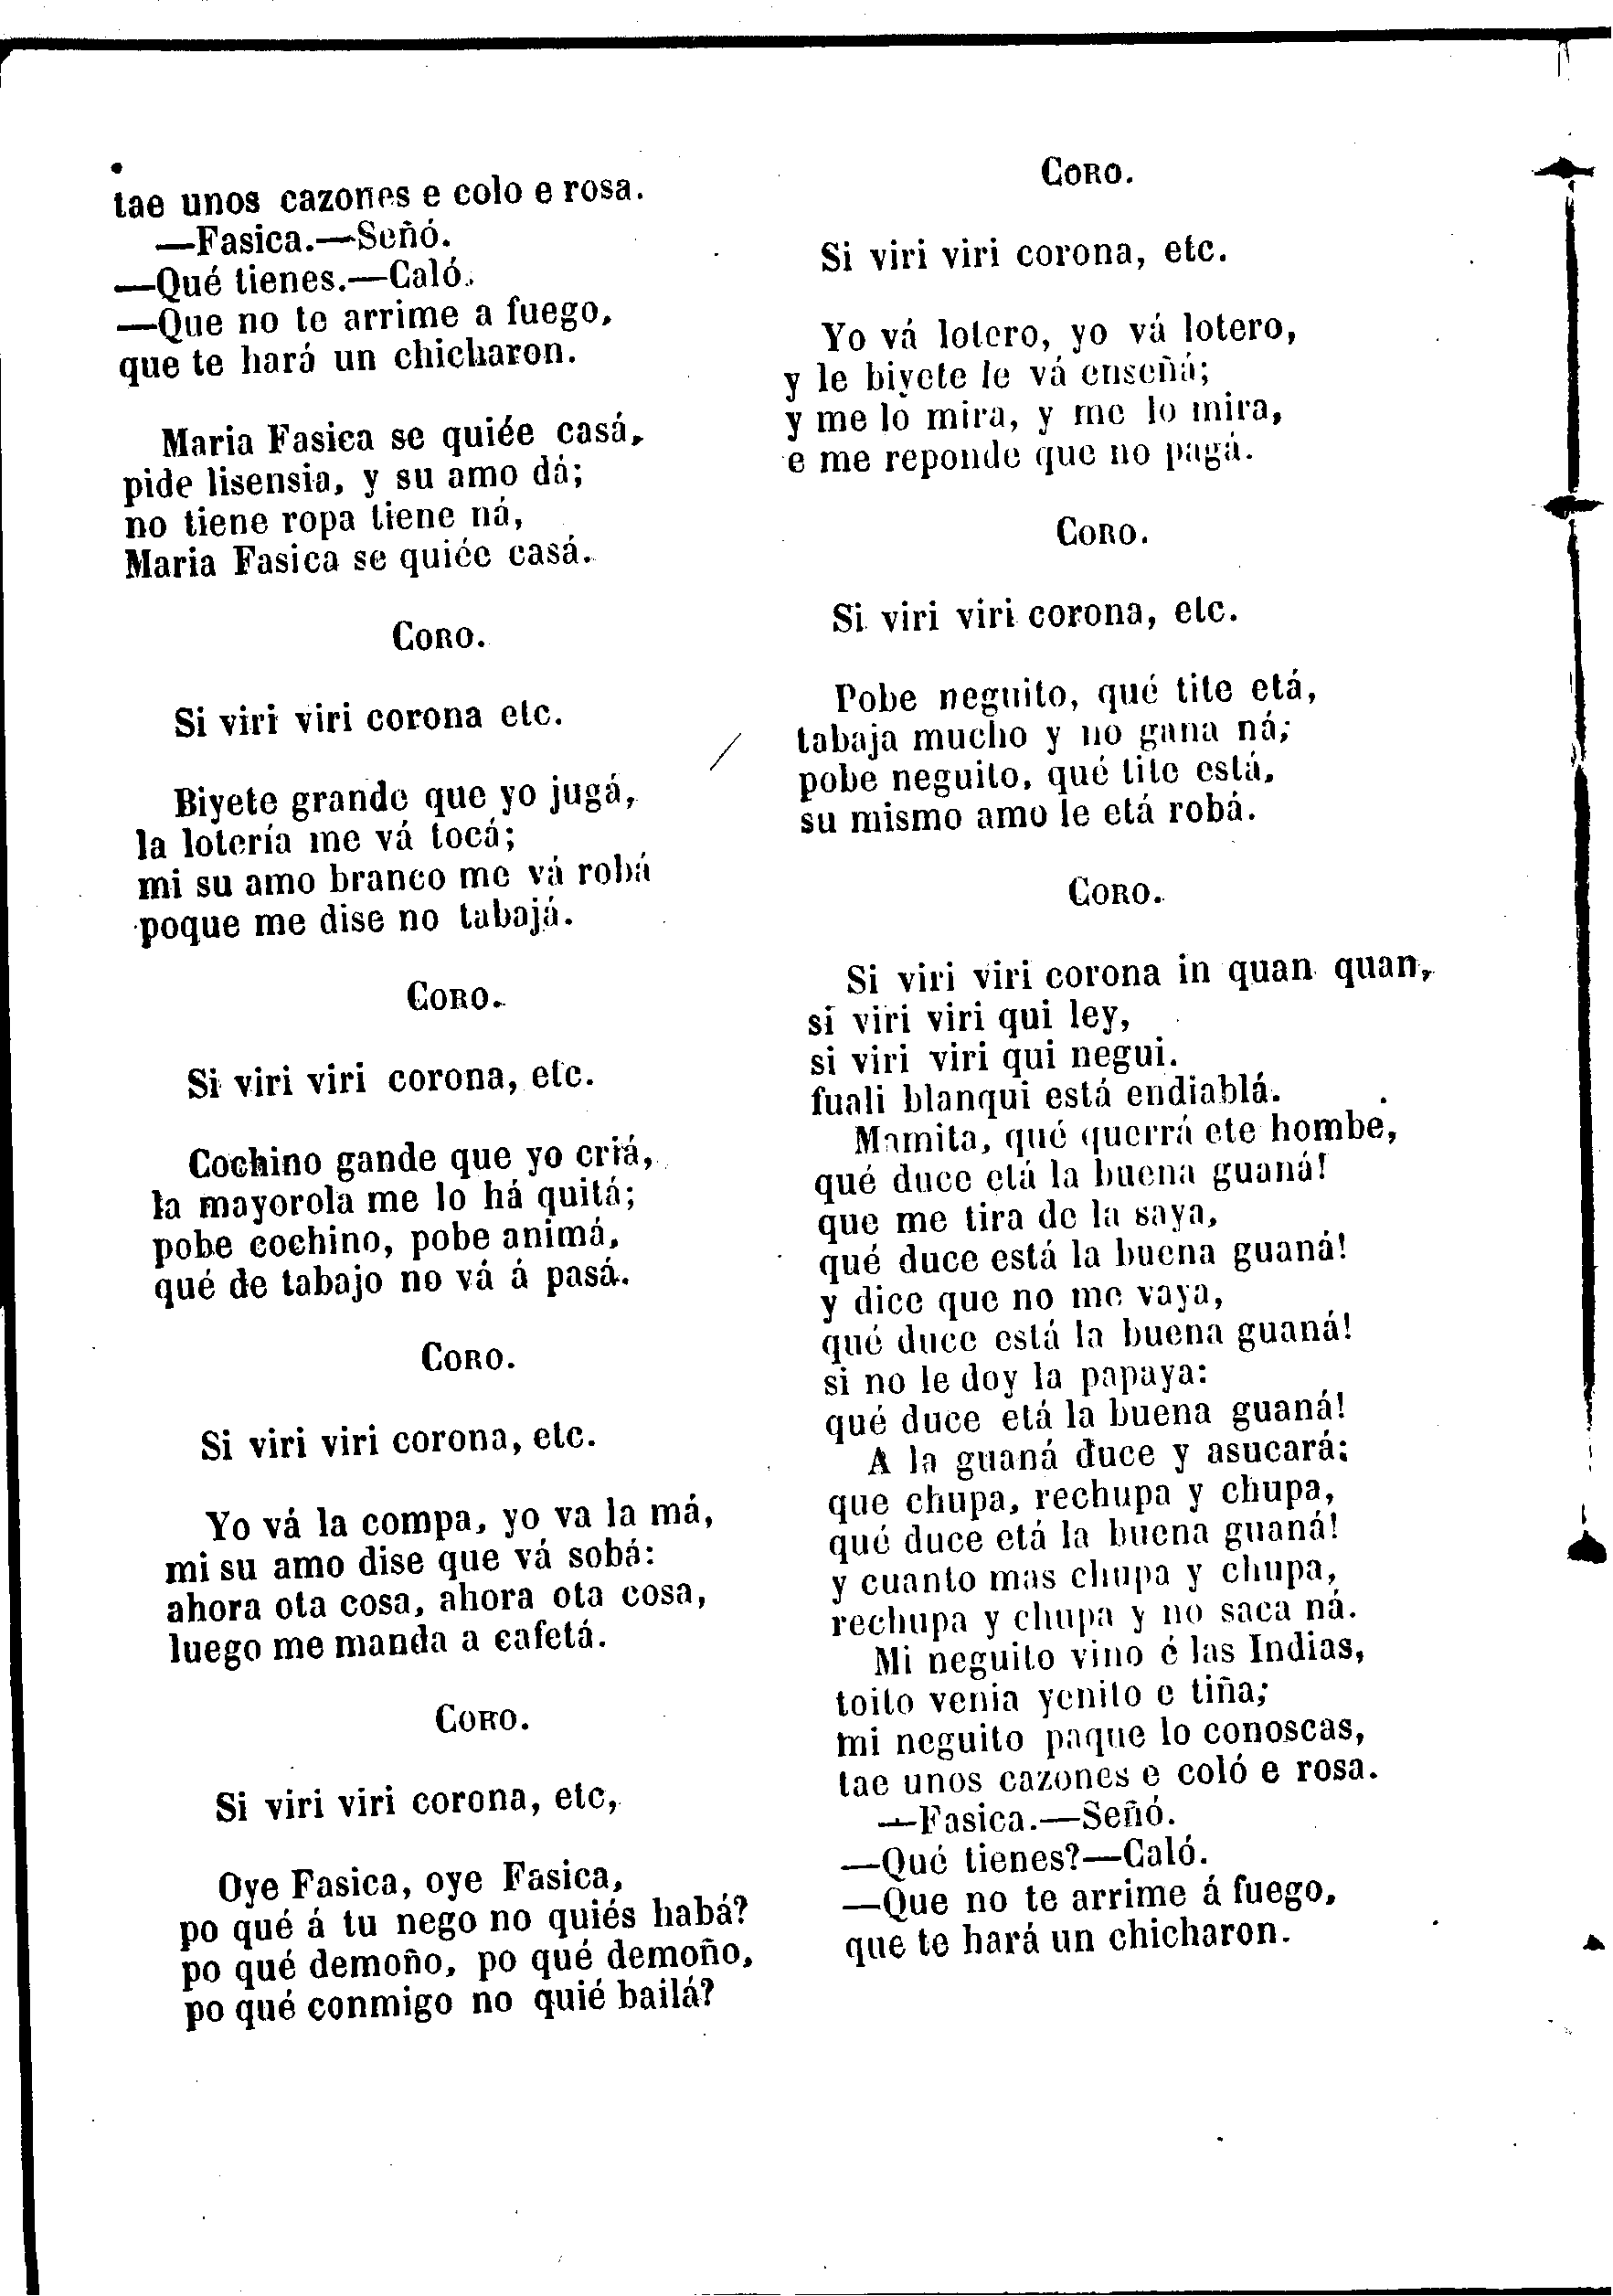 tae unos cazones e colo e rosa.
—Fasica.—Señó.
—Qué tienes.—Caló.
—Que no te arrime a fuego,
que te hará un chicharon.
Maria Fasica se quiée casá,
pide lisensia, y su amo dá;
no tiene ropa tiene ná,
Maria Fasica se quiée casá.
CORO.
Si viri viri corona etc.
Biyete grande que yo jugá,
la lotería me vá tocá;
mi su amo branco me vá robá
poque me dise no tabajá.
CORO.
Si viri viri corona, etc.
Cochino gande que yo criá,
la mayorola me lo há quitá;
pobe cochino, pobe animá,
qué de tabajo no vá á pasá.
CORO.
Si viri viri corona, etc.
Yo vá la compa, yo va la má,
mi su amo dise que vá sobá:
ahora ota cosa, ahora ota cosa,
luego me manda a cafetá.
CORO.
Si viri viri corona, etc,
Oye Fasica, oye Fasica,
po qué á tu nego no quiés habá?
po qué demoño, po qué demoño,
po qué conmigo no quié bailá?
CORO.
Si viri viri corona, etc.
Yo vá lotero, yo vá lotero,
y le biyete le vá enseñá;
y me lo mira, y me lo mira,
e me reponde que no pagá.
CORO.
Si viri viri corona, etc.
Pobe neguito, qué tite etá,
tabaja mucho y no gana ná;
pobe neguito, qué tite está,
su mismo amo le etá robá.
CORO.
Si viri viri corona in quan quan,
si viri viri qui ley,
si viri viri qui negui.
fuali blanqui está endiablá.
Mamita, qué querrá ete hombe,
qué duce etá la buena guaná!
que me tira de la saya,
qué duce está la buena guaná!
y dice que no me vaya,
qué duce está la buena guaná!
si no le doy la papaya:
qué duce etá la buena guaná!
A la guaná duce y asucará:
que chupa, rechupa y chupa,
qué duce etá la buena guaná!
y cuanto mas chupa y chupa,
rechupa y chupa y no saca ná.
Mi neguito vino é las Indias,
toito venia yenito e tiña;
mi neguito paque lo conoscas,
tae unos cazones e coló e rosa.
—Fasica.—Señó.
—Qué tienes?—Caló.
—Que no te arrime á fuego,
que te hará un chicharon.